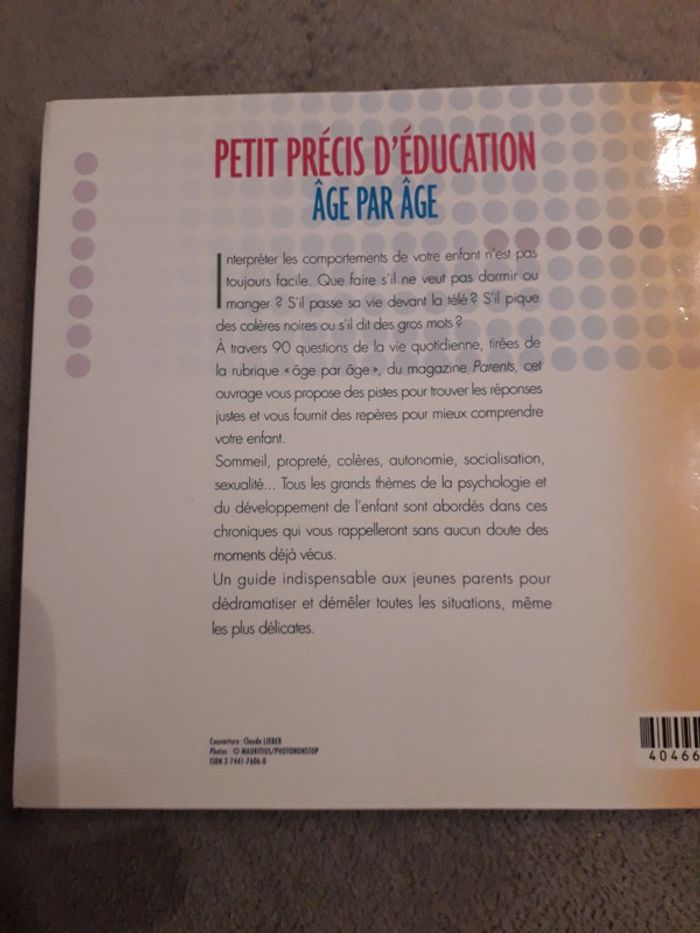 PETIT PRÉCIS D'ÉDUCATION
ÂGE PAR ÂGE
Interpréter les comportements de votre enfant n'est pas
toujours facile. Que faire s'il ne veut pas dormir ou
manger ? S'il passe sa vie devant la télé ? S'il pique
des colères noires ou s'il dit des gros mots ?
À travers 90 questions de la vie quotidienne, tirées de
la rubrique « âge par âge », du magazine Parents, cet
ouvrage vous propose des pistes pour trouver les réponses
justes et vous fournit des repères pour mieux comprendre
votre enfant.
Sommeil, propreté, colères, autonomie, socialisation,
sexualité... Tous les grands thèmes de la psychologie et
du développement de l'enfant sont abordés dans ces
chroniques qui vous rappelleront sans aucun doute des
moments déjà vécus.
Un guide indispensable aux jeunes parents pour
dédramatiser et démêler toutes les situations, même
les plus délicates.
Couverture : Claude LIEBER
Photos : © MAURITIUS/PHOTONONSTOP
ISBN 2-7441-7606-0
40466